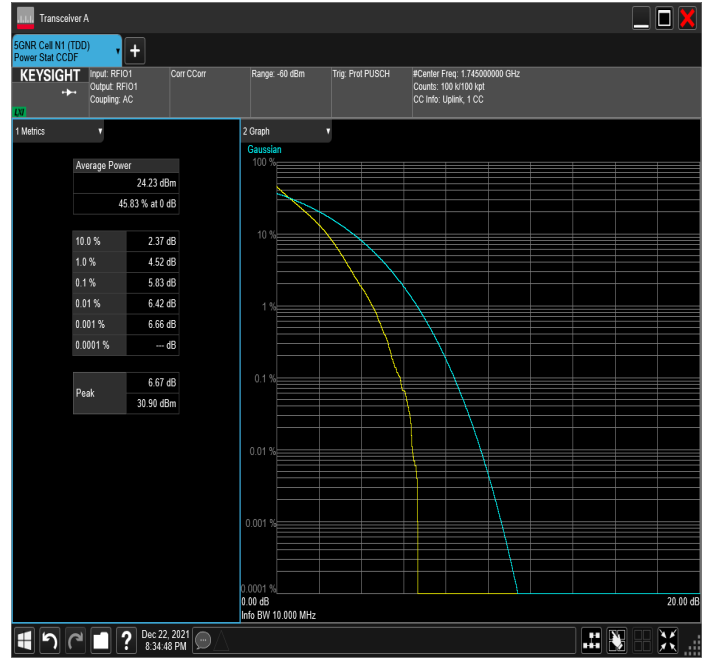 Transceiver A
5GNR Cell N1 (TDD)
Power Stat CCDF
+
KEYSIGHT
LXI
Input: RFIO1
Output: RFIO1
Coupling: AC
Corr CCorr
Range: -60 dBm
Trig: Prot PUSCH
#Center Freq: 1.745000000 GHz
Counts: 100 k/100 kpt
CC Info: Uplink, 1 CC
1 Metrics
Average Power
24.23 dBm
45.83 % at 0 dB
10.0 % 2.37 dB
1.0 % 4.52 dB
0.1 % 5.83 dB
0.01 % 6.42 dB
0.001 % 6.66 dB
0.0001 % --- dB
Peak 6.67 dB
30.90 dBm
2 Graph
Gaussian
100 %
10 %
1 %
0.1 %
0.01 %
0.001 %
0.0001 %
0.00 dB 20.00 dB
Info BW 10.000 MHz
?
Dec 22, 2021
8:34:48 PM